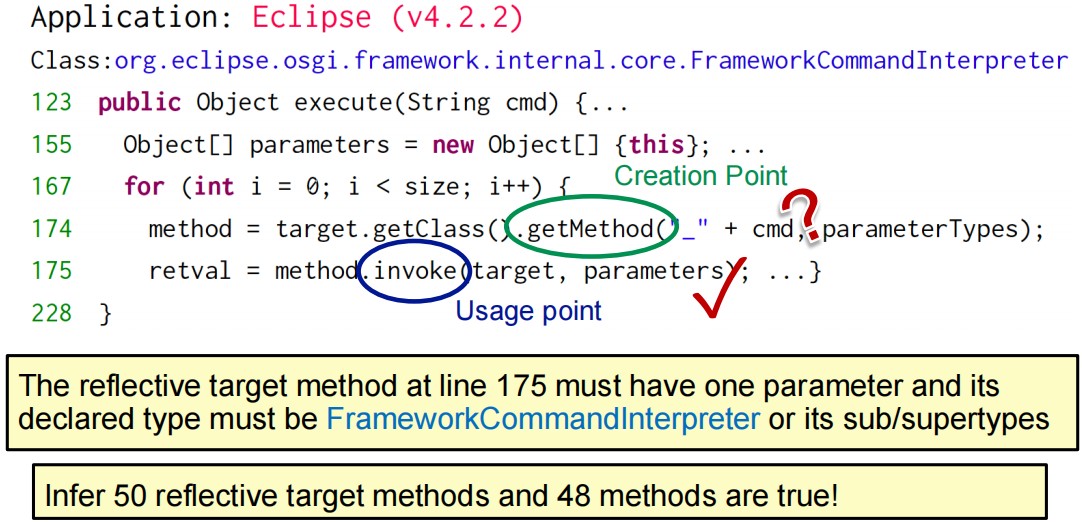 Application: Eclipse (v4.2.2)
Class:org.eclipse.osgi.framework.internal.core.FrameworkCommandInterpreter
123 public Object execute(String cmd) {...
155 Object[] parameters = new Object[] {this}; ...
167 for (int i = 0; i < size; i++) {
Creation Point
174 method = target.getClass().getMethod("_" + cmd, parameterTypes);
?
175 retval = method.invoke(target, parameters); ...}
Usage point
228 }
The reflective target method at line 175 must have one parameter and its
declared type must be FrameworkCommandInterpreter or its sub/supertypes
Infer 50 reflective target methods and 48 methods are true!